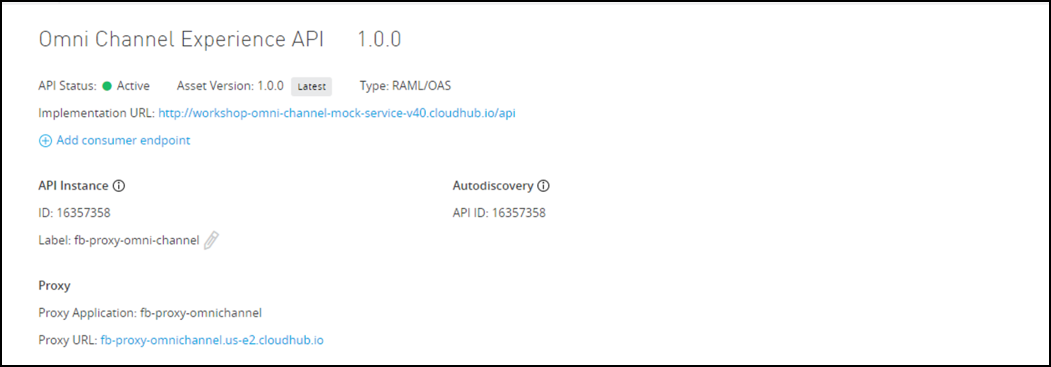 Omni Channel Experience API 1.0.0
API Status: Active Asset Version: 1.0.0 Latest Type: RAML/OAS
Implementation URL: http://workshop-omni-channel-mock-service-v40.cloudhub.io/api
Add consumer endpoint
API Instance Autodiscovery
ID: 16357358 API ID: 16357358
Label: fb-proxy-omni-channel
Proxy
Proxy Application: fb-proxy-omnichannel
Proxy URL: fb-proxy-omnichannel.us-e2.cloudhub.io